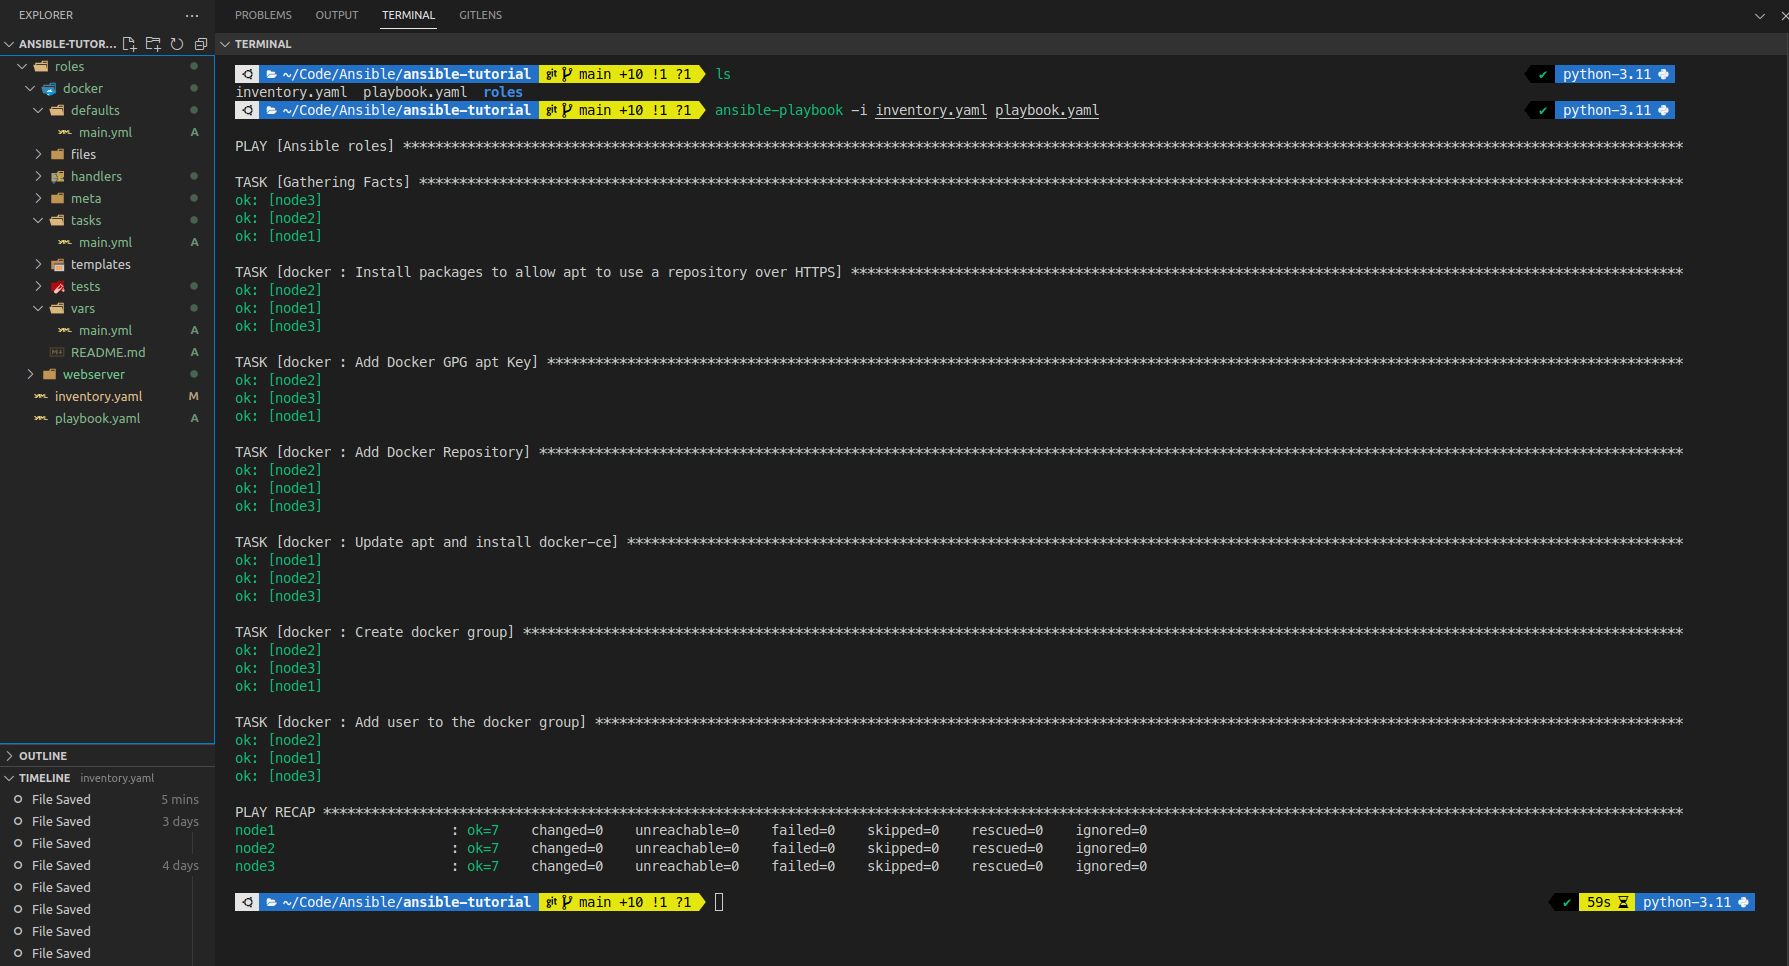 EXPLORER
ANSIBLE-TUTOR...
roles
docker
defaults
main.yml A
files
handlers
meta
tasks
main.yml A
templates
tests
vars
main.yml A
README.md A
webserver
inventory.yaml M
playbook.yaml A
OUTLINE
TIMELINE inventory.yaml
File Saved 5 mins
File Saved 3 days
File Saved
File Saved 4 days
File Saved
File Saved
File Saved
File Saved
PROBLEMS OUTPUT TERMINAL GITLENS
TERMINAL
~/Code/Ansible/ansible-tutorial git main +10 !1 ?1 ls ✔ python-3.11
inventory.yaml playbook.yaml roles
~/Code/Ansible/ansible-tutorial git main +10 !1 ?1 ansible-playbook -i inventory.yaml playbook.yaml ✔ python-3.11
PLAY [Ansible roles] ****************************************************************************************************************************************************************
TASK [Gathering Facts] **************************************************************************************************************************************************************
ok: [node3]
ok: [node2]
ok: [node1]
TASK [docker : Install packages to allow apt to use a repository over HTTPS] ********************************************************************************************************
ok: [node2]
ok: [node1]
ok: [node3]
TASK [docker : Add Docker GPG apt Key] **********************************************************************************************************************************************
ok: [node2]
ok: [node3]
ok: [node1]
TASK [docker : Add Docker Repository] ***********************************************************************************************************************************************
ok: [node2]
ok: [node1]
ok: [node3]
TASK [docker : Update apt and install docker-ce] ************************************************************************************************************************************
ok: [node1]
ok: [node2]
ok: [node3]
TASK [docker : Create docker group] *************************************************************************************************************************************************
ok: [node2]
ok: [node3]
ok: [node1]
TASK [docker : Add user to the docker group] ****************************************************************************************************************************************
ok: [node2]
ok: [node1]
ok: [node3]
PLAY RECAP **************************************************************************************************************************************************************************
node1 : ok=7 changed=0 unreachable=0 failed=0 skipped=0 rescued=0 ignored=0
node2 : ok=7 changed=0 unreachable=0 failed=0 skipped=0 rescued=0 ignored=0
node3 : ok=7 changed=0 unreachable=0 failed=0 skipped=0 rescued=0 ignored=0
~/Code/Ansible/ansible-tutorial git main +10 !1 ?1 ✔ 59s python-3.11